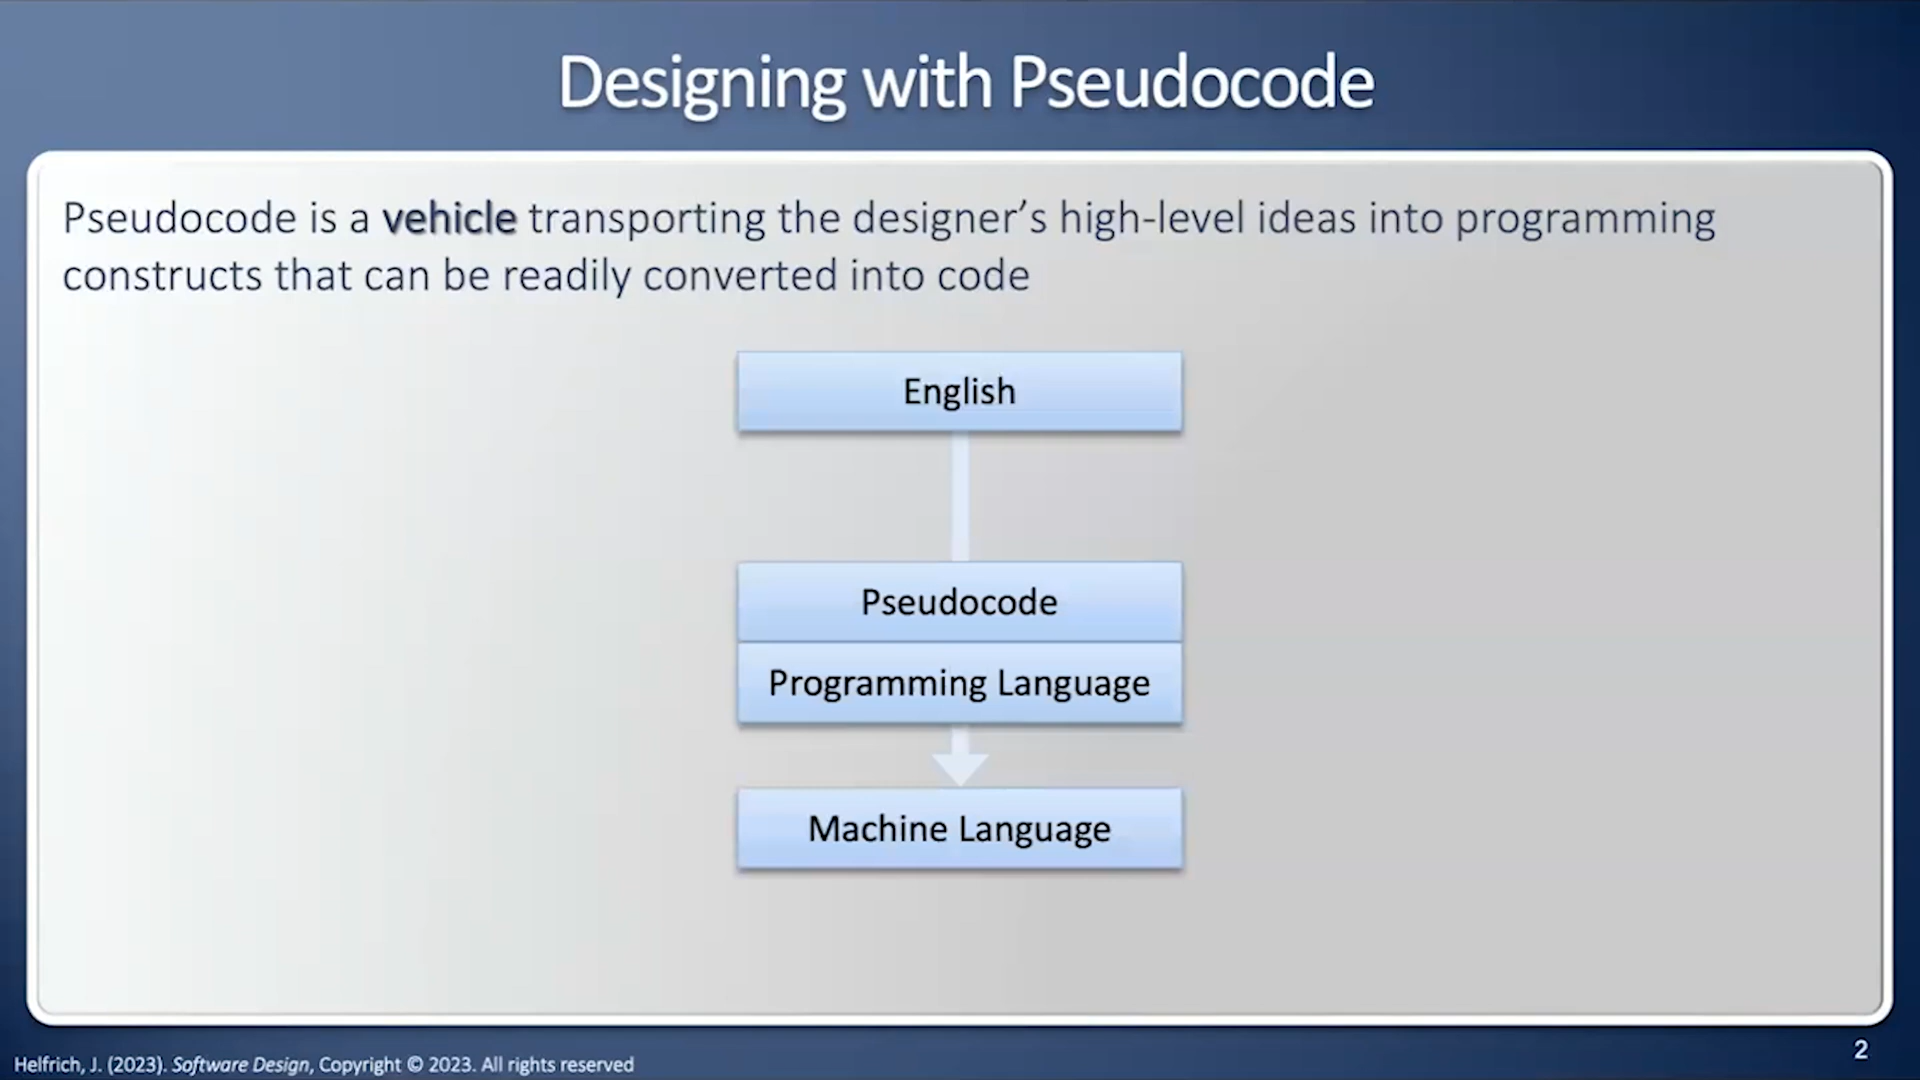 Designing with Pseudocode
Pseudocode is a vehicle transporting the designer’s high-level ideas into programming
constructs that can be readily converted into code
English
Pseudocode
Programming Language
Machine Language
Helfrich, J. (2023). Software Design, Copyright © 2023. All rights reserved
2